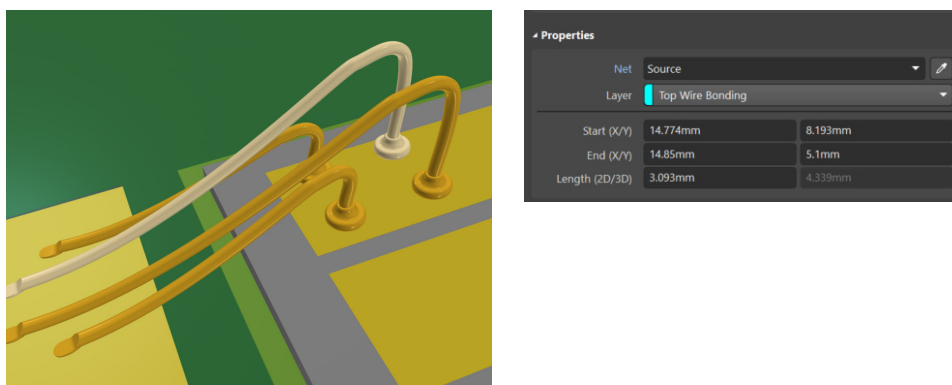 Properties
Net Source
Layer Top Wire Bonding
Start (X/Y) 14.774mm 8.193mm
End (X/Y) 14.85mm 5.1mm
Length (2D/3D) 3.093mm 4.339mm